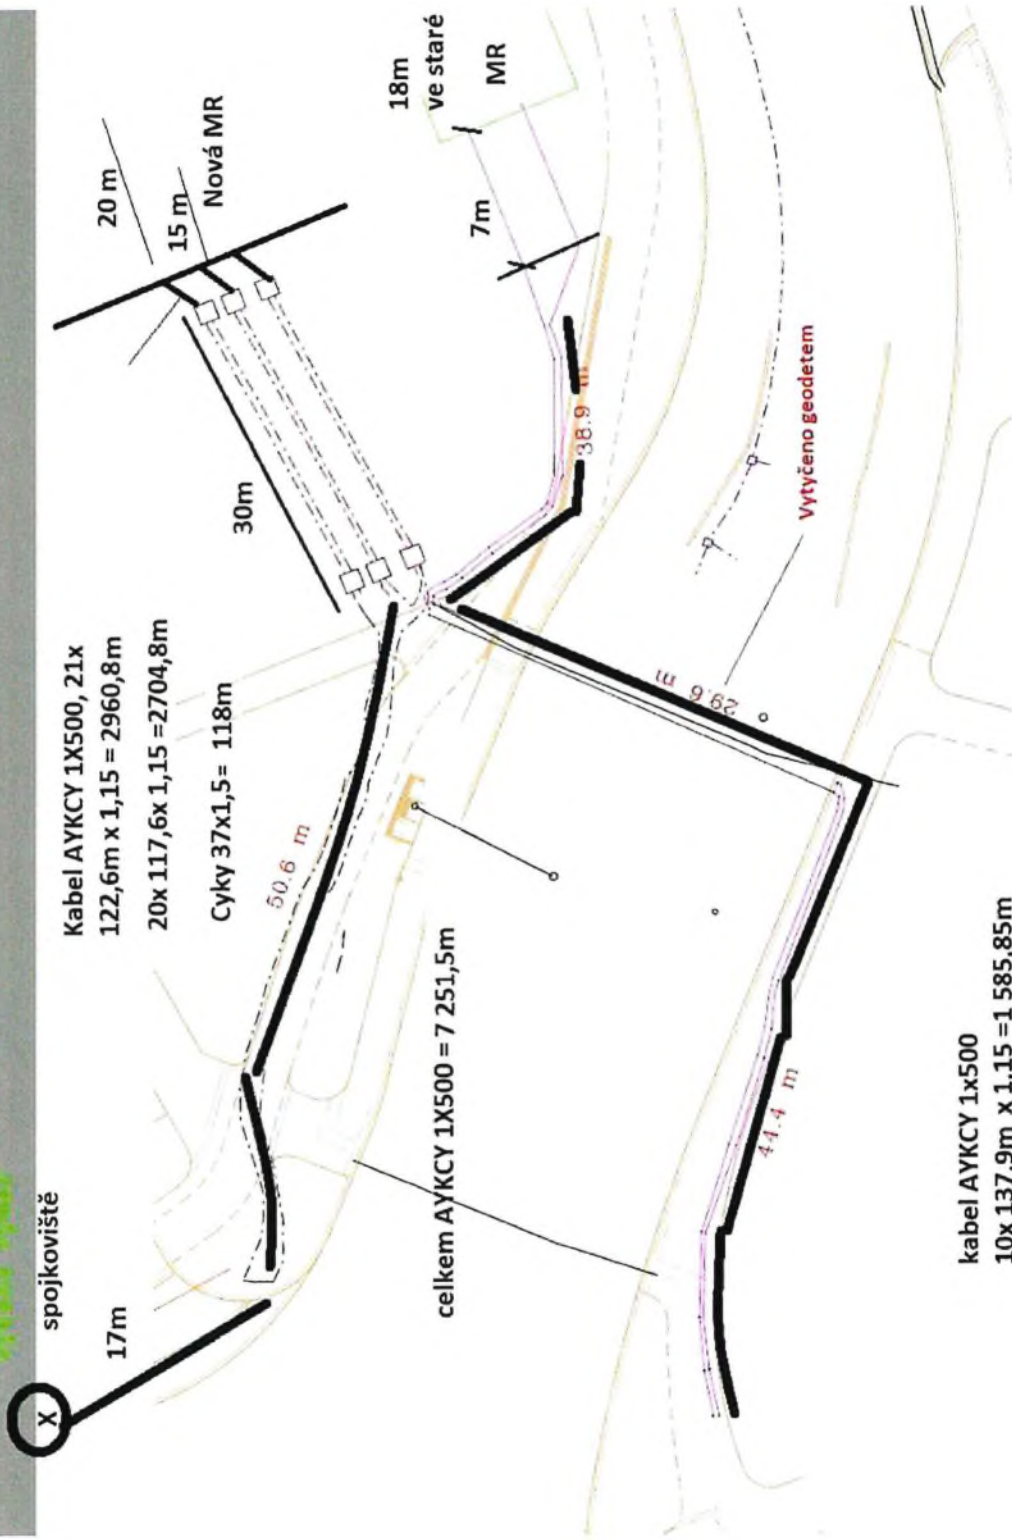 spojkoviště
X
17m
Kabel AYKCY 1X500, 21x
122,6m x 1,15 = 2960,8m
20x 117,6x 1,15 =2704,8m
Cyky 37x1,5= 118m
20 m
15 m
Nová MR
30m
50.6 m
18m
ve staré
MR
7m
38.9 m
celkem AYKCY 1X500 = 7 251,5m
29.6 m
Vytyčeno geodetem
44.4 m
kabel AYKCY 1x500
10x 137,9m x 1,15 =1 585,85m